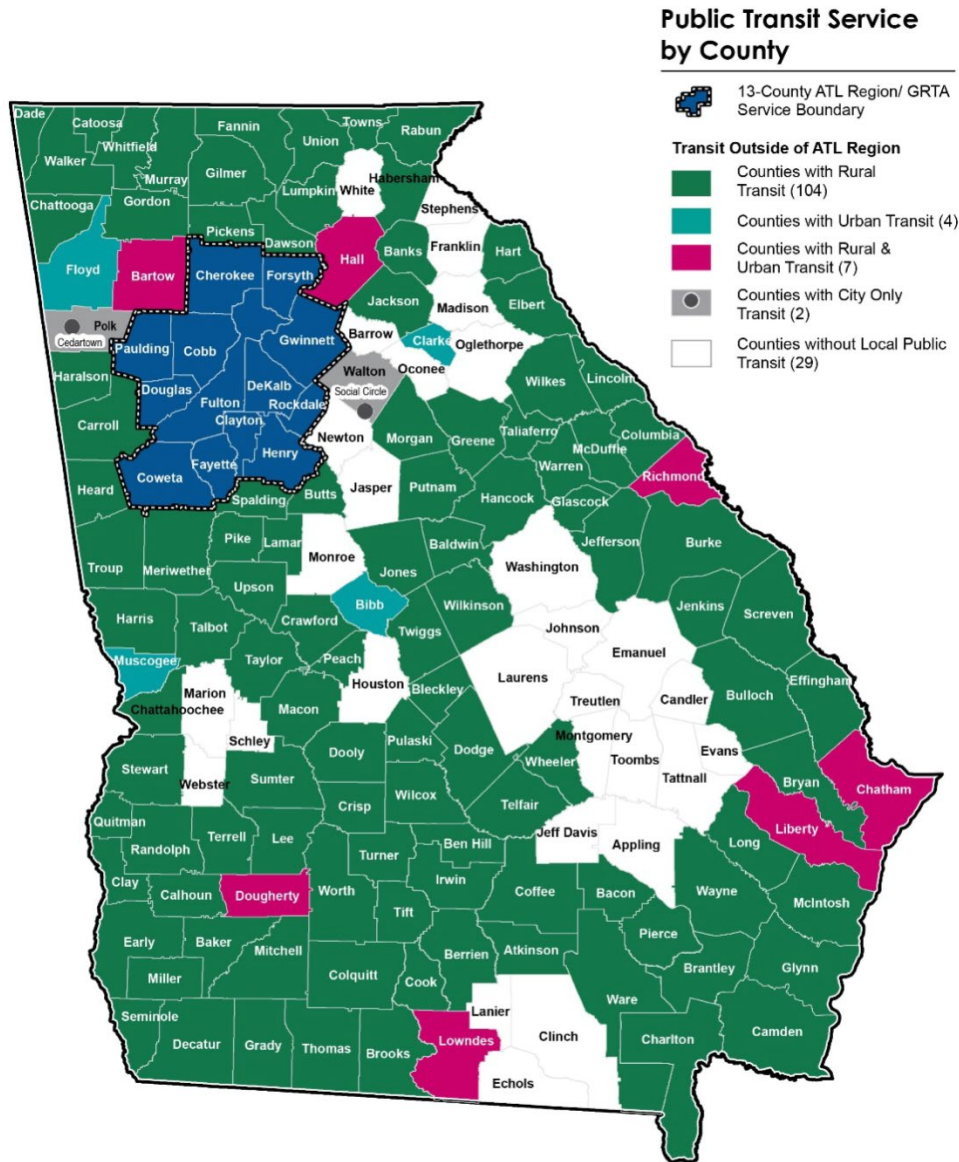 Public Transit Service
by County
13-County ATL Region/ GRTA
Service Boundary
Transit Outside of ATL Region
Counties with Rural
Transit (104)
Counties with Urban Transit (4)
Counties with Rural &
Urban Transit (7)
Counties with City Only
Transit (2)
Counties without Local Public
Transit (29)
Dade
Catoosa
Whitfield
Walker
Murray
Fannin
Gilmer
Union
Towns
Rabun
White
Habersham
Lumpkin
Stephens
Chattooga
Gordon
Pickens
Dawson
Hall
Banks
Franklin
Hart
Floyd
Bartow
Cherokee
Forsyth
Jackson
Madison
Elbert
Polk
Cedartown
Paulding
Cobb
Gwinnett
Barrow
Clarke
Oglethorpe
Oconee
Walton
Social Circle
Haralson
Douglas
Fulton
DeKalb
Rockdale
Clayton
Wilkes
Lincoln
Carroll
Coweta
Fayette
Henry
Newton
Morgan
Greene
Taliaferro
McDuffie
Columbia
Warren
Richmond
Heard
Spalding
Butts
Jasper
Putnam
Hancock
Glascock
Troup
Meriwether
Pike
Lamar
Monroe
Jones
Baldwin
Washington
Jefferson
Burke
Upson
Bibb
Wilkinson
Jenkins
Screven
Harris
Talbot
Crawford
Twiggs
Johnson
Emanuel
Muscogee
Taylor
Peach
Houston
Bleckley
Laurens
Treutlen
Candler
Bulloch
Effingham
Chattahoochee
Marion
Macon
Schley
Dooly
Pulaski
Dodge
Montgomery
Wheeler
Toombs
Evans
Tattnall
Bryan
Chatham
Stewart
Webster
Sumter
Crisp
Wilcox
Telfair
Liberty
Quitman
Randolph
Terrell
Lee
Turner
Ben Hill
Jeff Davis
Appling
Long
Clay
Calhoun
Dougherty
Worth
Irwin
Tift
Coffee
Bacon
Wayne
McIntosh
Early
Baker
Mitchell
Pierce
Miller
Colquitt
Cook
Berrien
Atkinson
Brantley
Glynn
Ware
Seminole
Decatur
Grady
Thomas
Brooks
Lowndes
Lanier
Clinch
Echols
Charlton
Camden